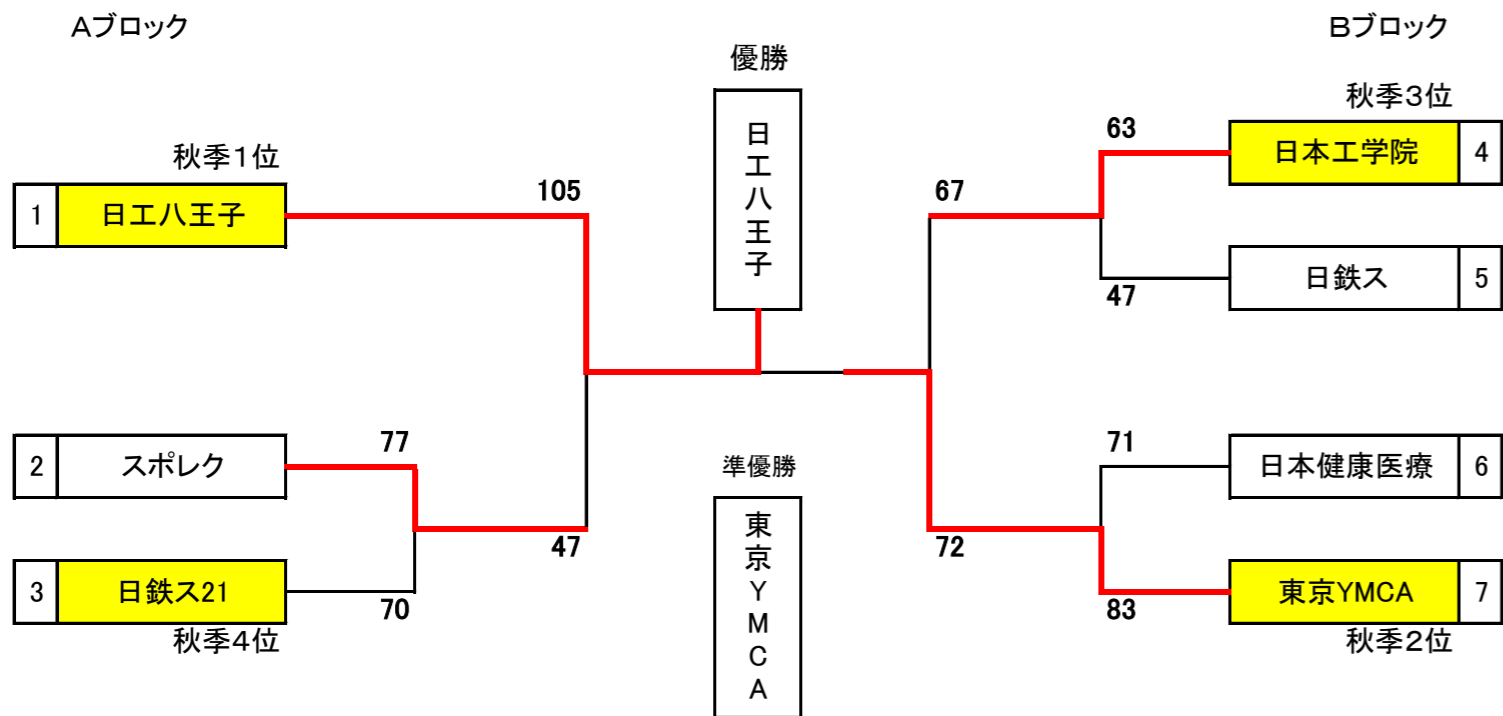 Aブロック
Bブロック
優勝
日工八王子
準優勝
東京YMCA
秋季1位
1 日工八王子
105
2 スポレク
77
47
3 日鉄ス21
70
秋季4位
秋季3位
63
日本工学院 4
67
日鉄ス 5
47
71
日本健康医療 6
72
東京YMCA 7
83
秋季2位